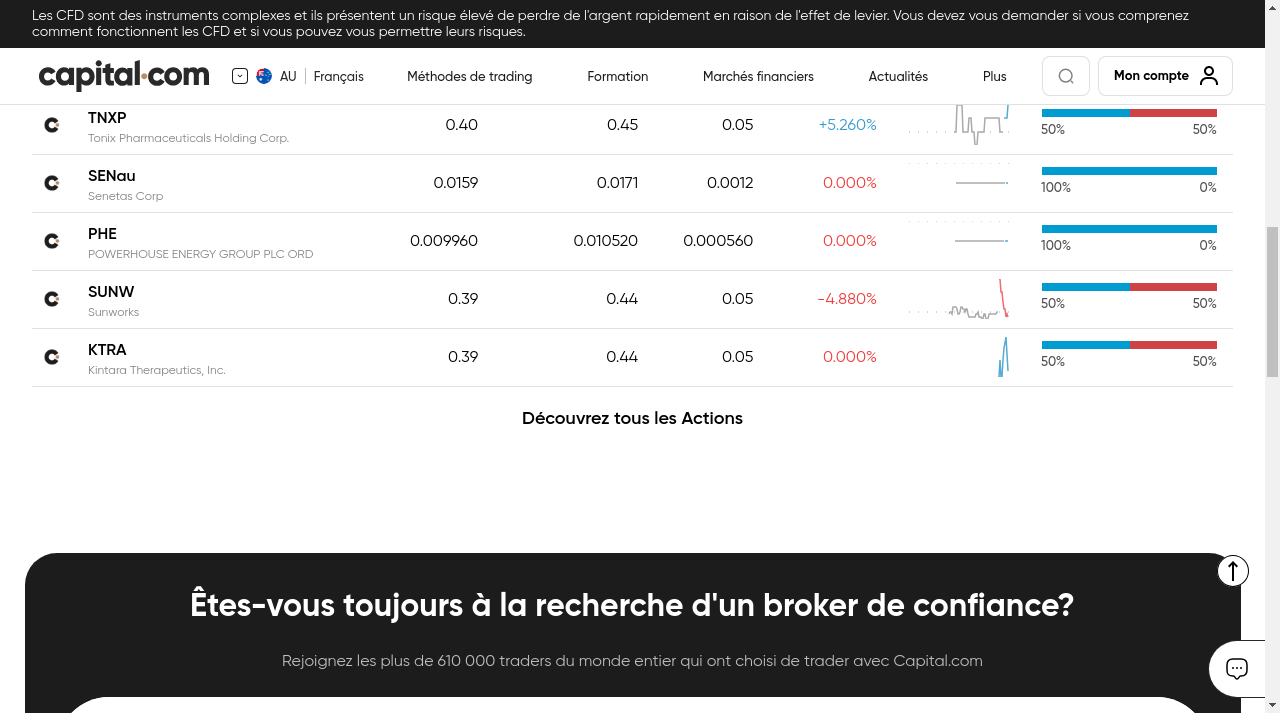 Les CFD sont des instruments complexes et ils présentent un risque élevé de perdre de l'argent rapidement en raison de l'effet de levier. Vous devez vous demander si vous comprenez
comment fonctionnent les CFD et si vous pouvez vous permettre leurs risques.
capital.com AU Français Méthodes de trading Formation Marchés financiers Actualités Plus Mon compte
TNXP 0.40 0.45 0.05 +5.260% 50% 50%
Tonix Pharmaceuticals Holding Corp.
SENau 0.0159 0.0171 0.0012 0.000% 100% 0%
Senetas Corp
PHE 0.009960 0.010520 0.000560 0.000% 100% 0%
POWERHOUSE ENERGY GROUP PLC ORD
SUNW 0.39 0.44 0.05 -4.880% 50% 50%
Sunworks
KTRA 0.39 0.44 0.05 0.000% 50% 50%
Kintara Therapeutics, Inc.
Découvrez tous les Actions
Êtes-vous toujours à la recherche d'un broker de confiance?
Rejoignez les plus de 610 000 traders du monde entier qui ont choisi de trader avec Capital.com